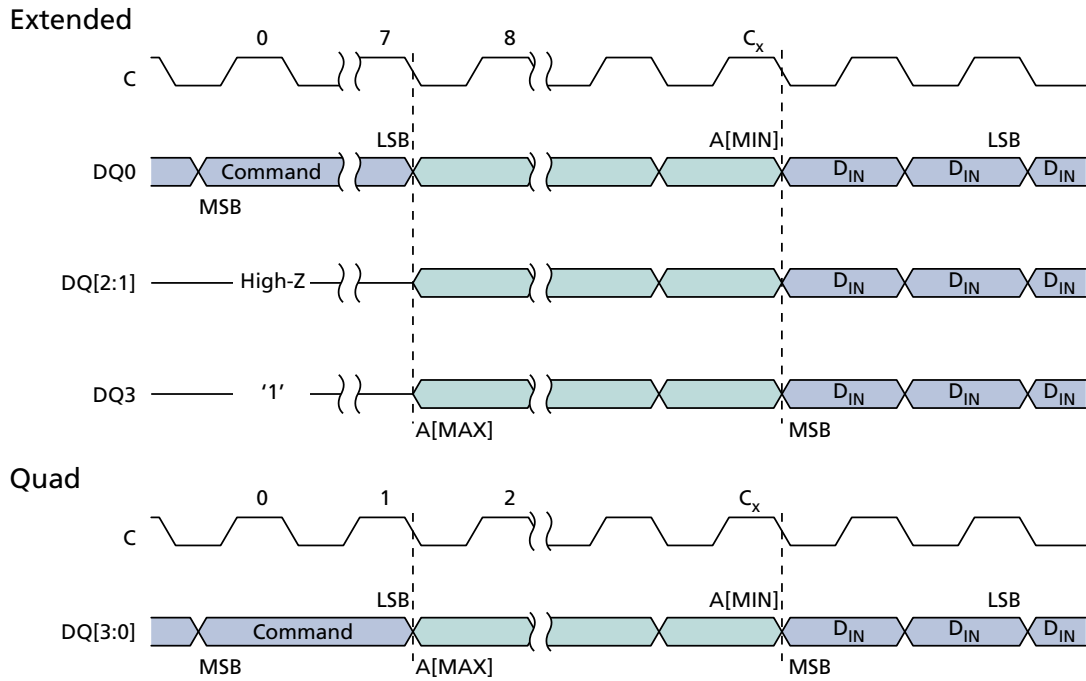 Extended
0 7 8 Cx
C
LSB A[MIN] LSB
DQ0 Command DIN DIN DIN
MSB
DQ[2:1] High-Z DIN DIN DIN
DQ3 ‘1’ DIN DIN DIN
A[MAX] MSB
Quad
0 1 2 Cx
C
LSB A[MIN] LSB
DQ[3:0] Command DIN DIN DIN
MSB A[MAX] MSB